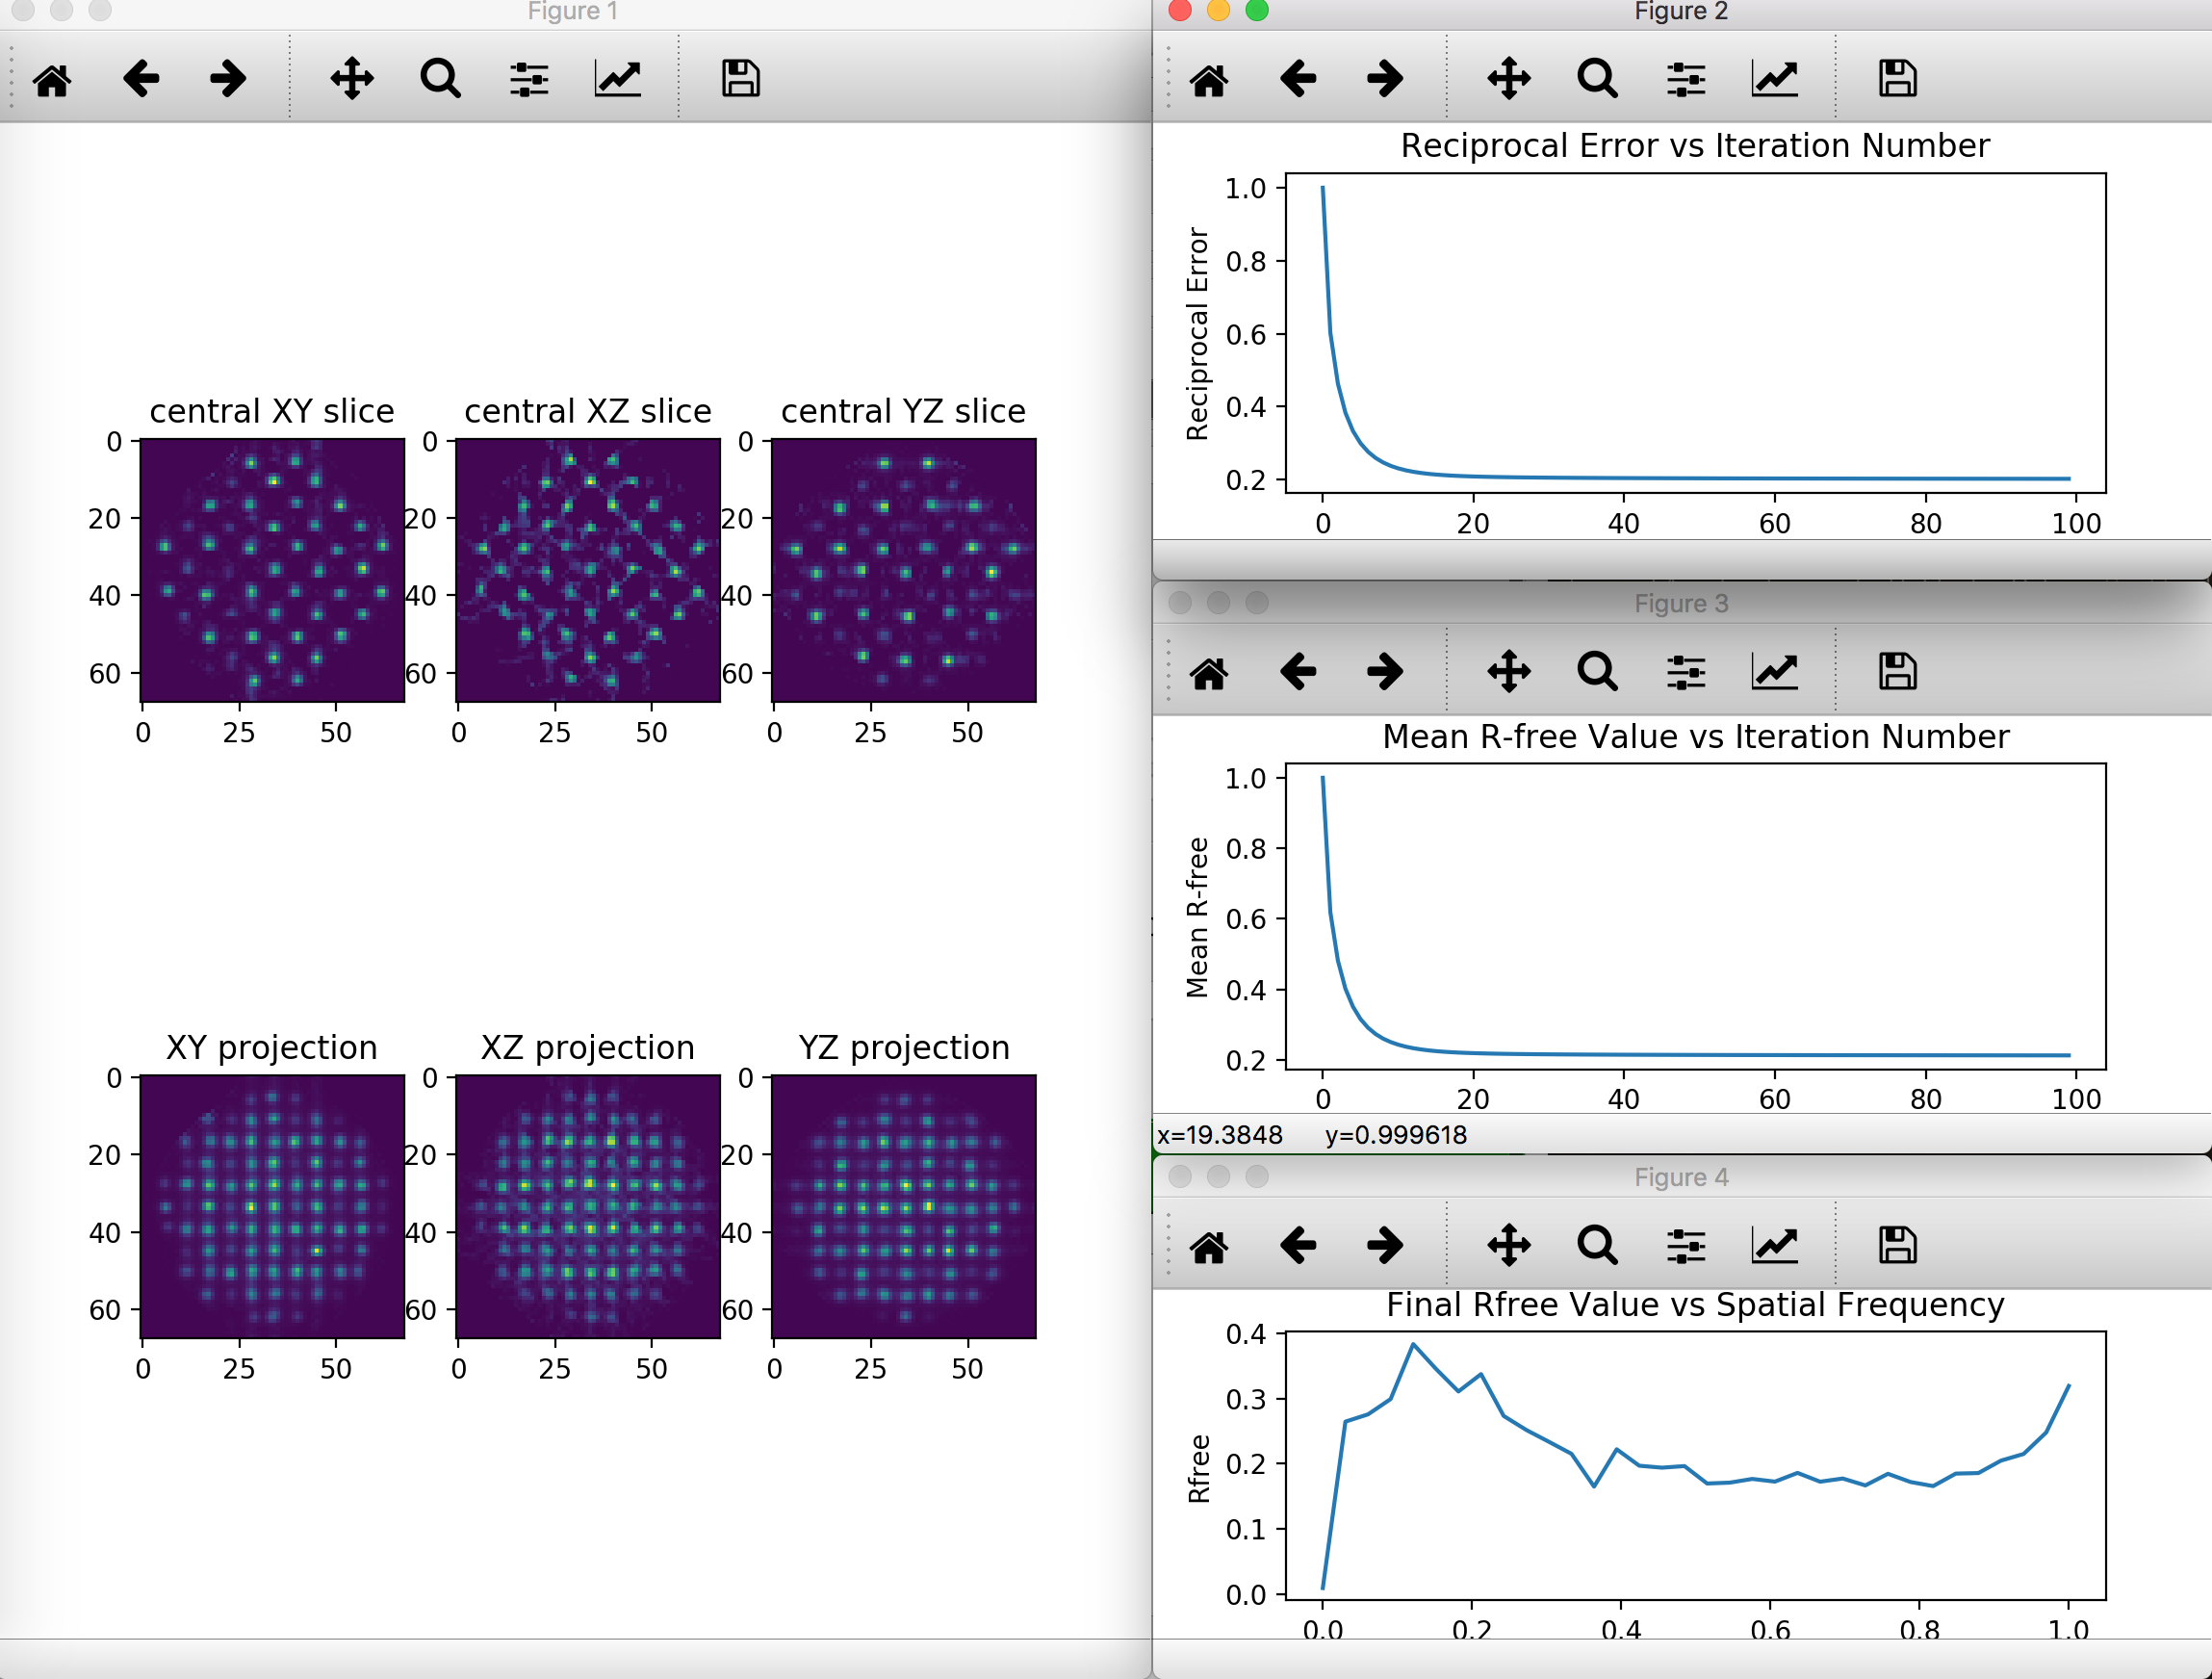 Figure 1
central XY slice central XZ slice central YZ slice
0 0 0
20 20 20
40 40 40
60 60 60
0 25 50 0 25 50 0 25 50
XY projection XZ projection YZ projection
0 0 0
20 20 20
40 40 40
60 60 60
0 25 50 0 25 50 0 25 50
Figure 2
Reciprocal Error vs Iteration Number
Reciprocal Error
1.0
0.8
0.6
0.4
0.2
0 20 40 60 80 100
Figure 3
Mean R-free Value vs Iteration Number
Mean R-free
1.0
0.8
0.6
0.4
0.2
0 20 40 60 80 100
x=19.3848 y=0.999618
Figure 4
Final Rfree Value vs Spatial Frequency
Rfree
0.4
0.3
0.2
0.1
0.0
0.0 0.2 0.4 0.6 0.8 1.0